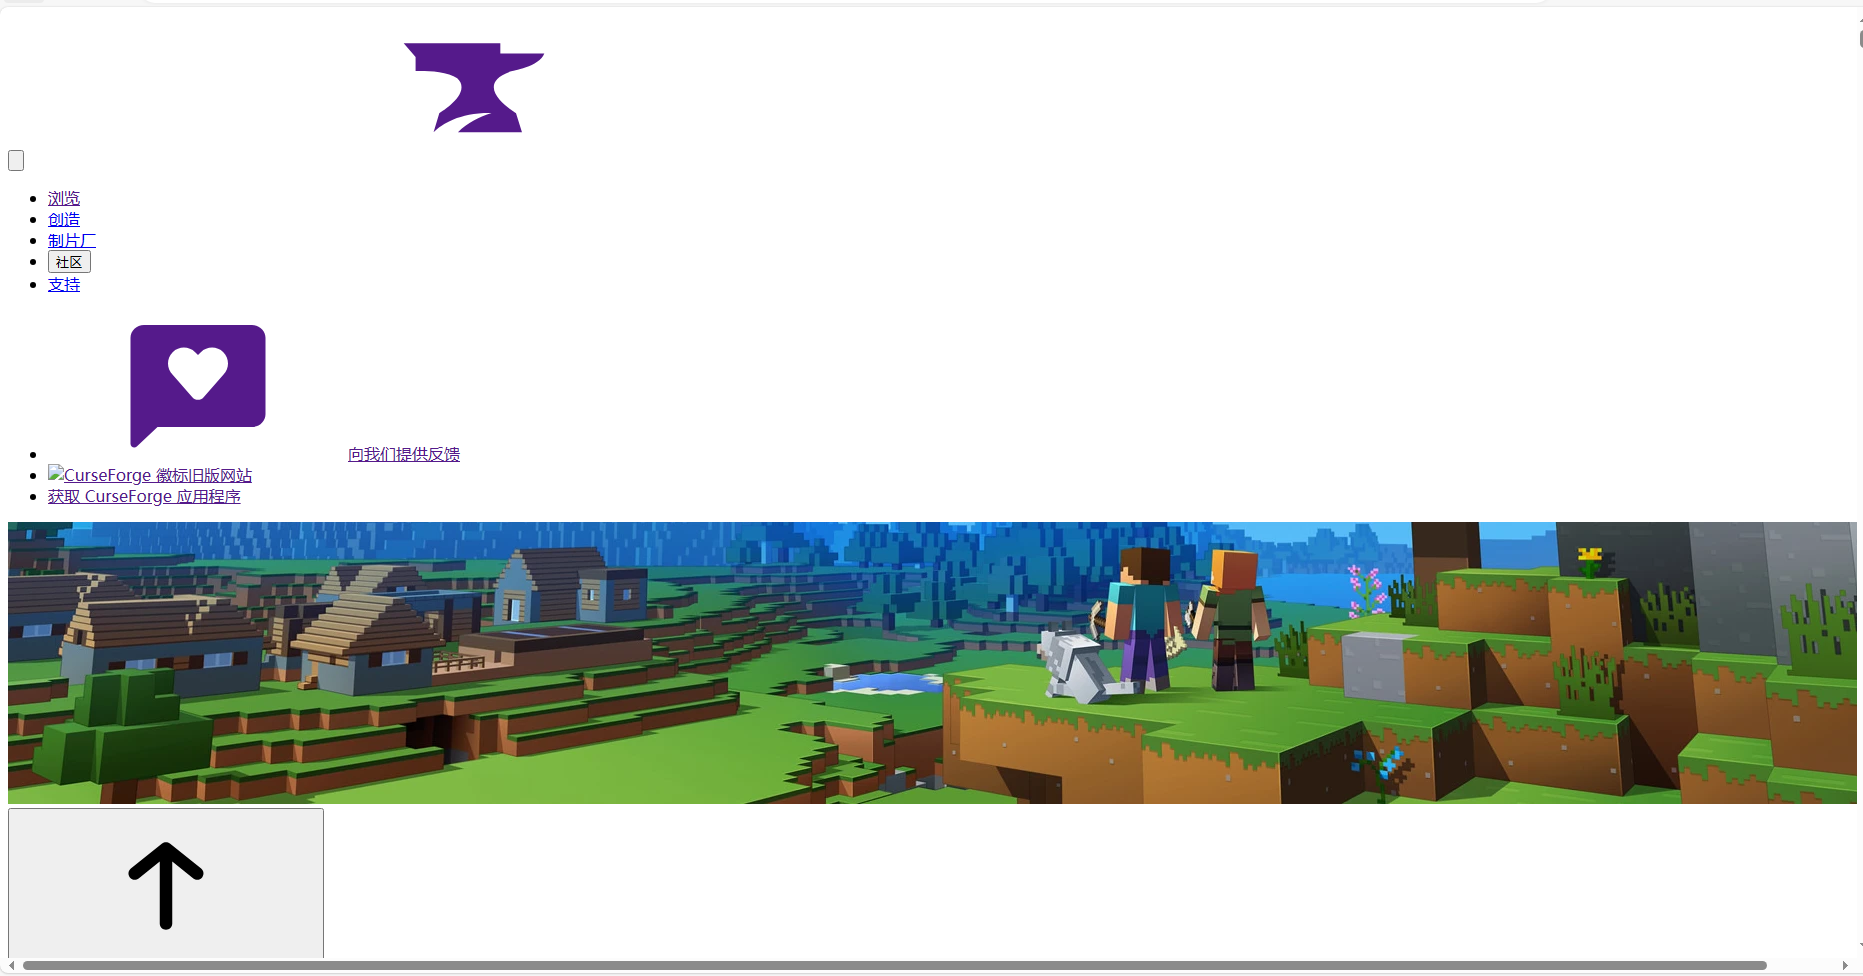 浏览
创造
制片厂
社区
支持
向我们提供反馈
CurseForge 徽标旧版网站
获取 CurseForge 应用程序